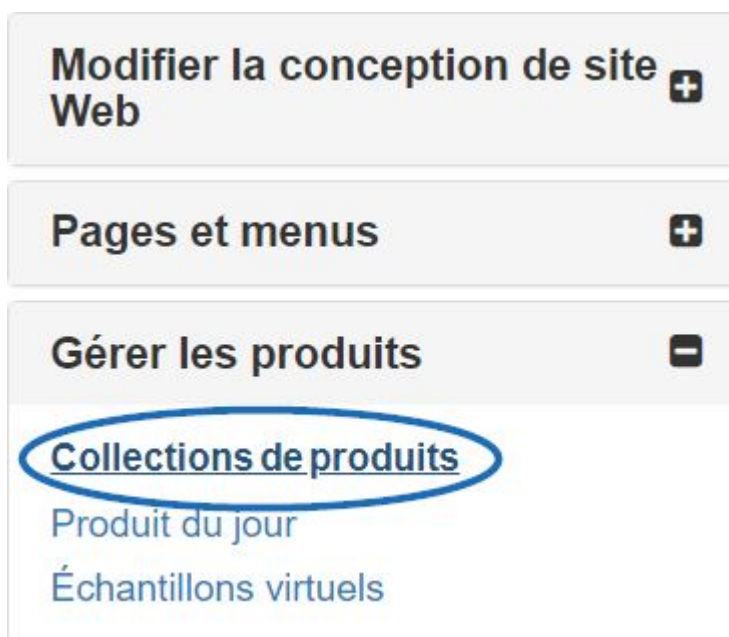 Modifier la conception de site
Web
Pages et menus
Gérer les produits
Collections de produits
Produit du jour
Échantillons virtuels